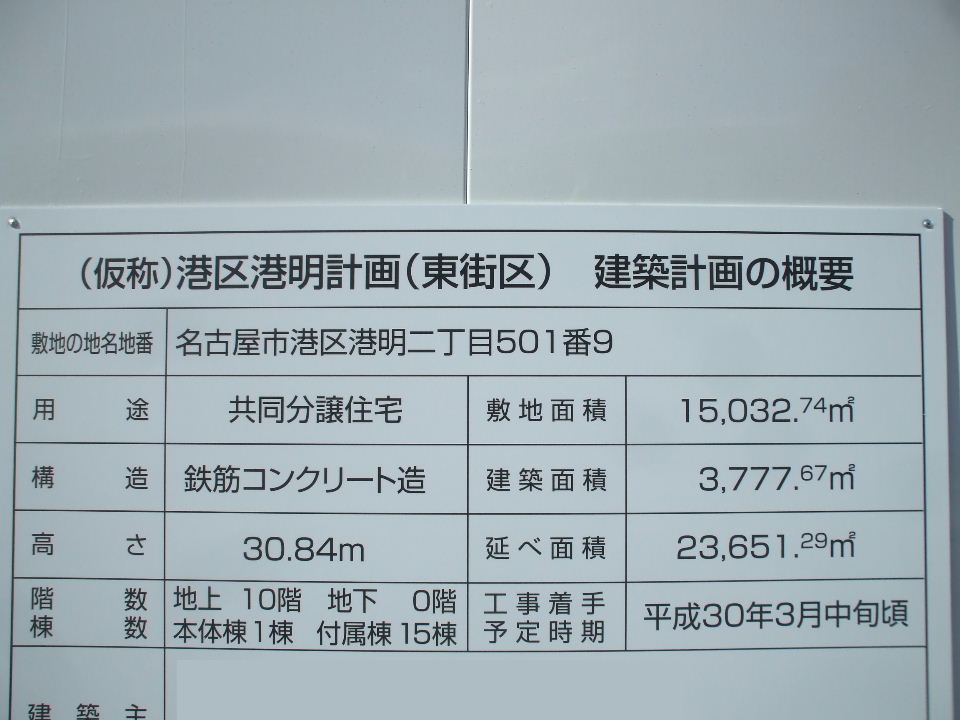 (仮称)港区港明計画(東街区)　建築計画の概要
敷地の地名地番 名古屋市港区港明二丁目501番9
用途 共同分譲住宅 敷地面積 15,032.74㎡
構造 鉄筋コンクリート造 建築面積 3,777.67㎡
高さ 30.84m 延べ面積 23,651.29㎡
階数 地上 10階 地下 0階 工事着手
棟数 本体棟1棟 付属棟15棟 予定時期 平成30年3月中旬頃
建築主